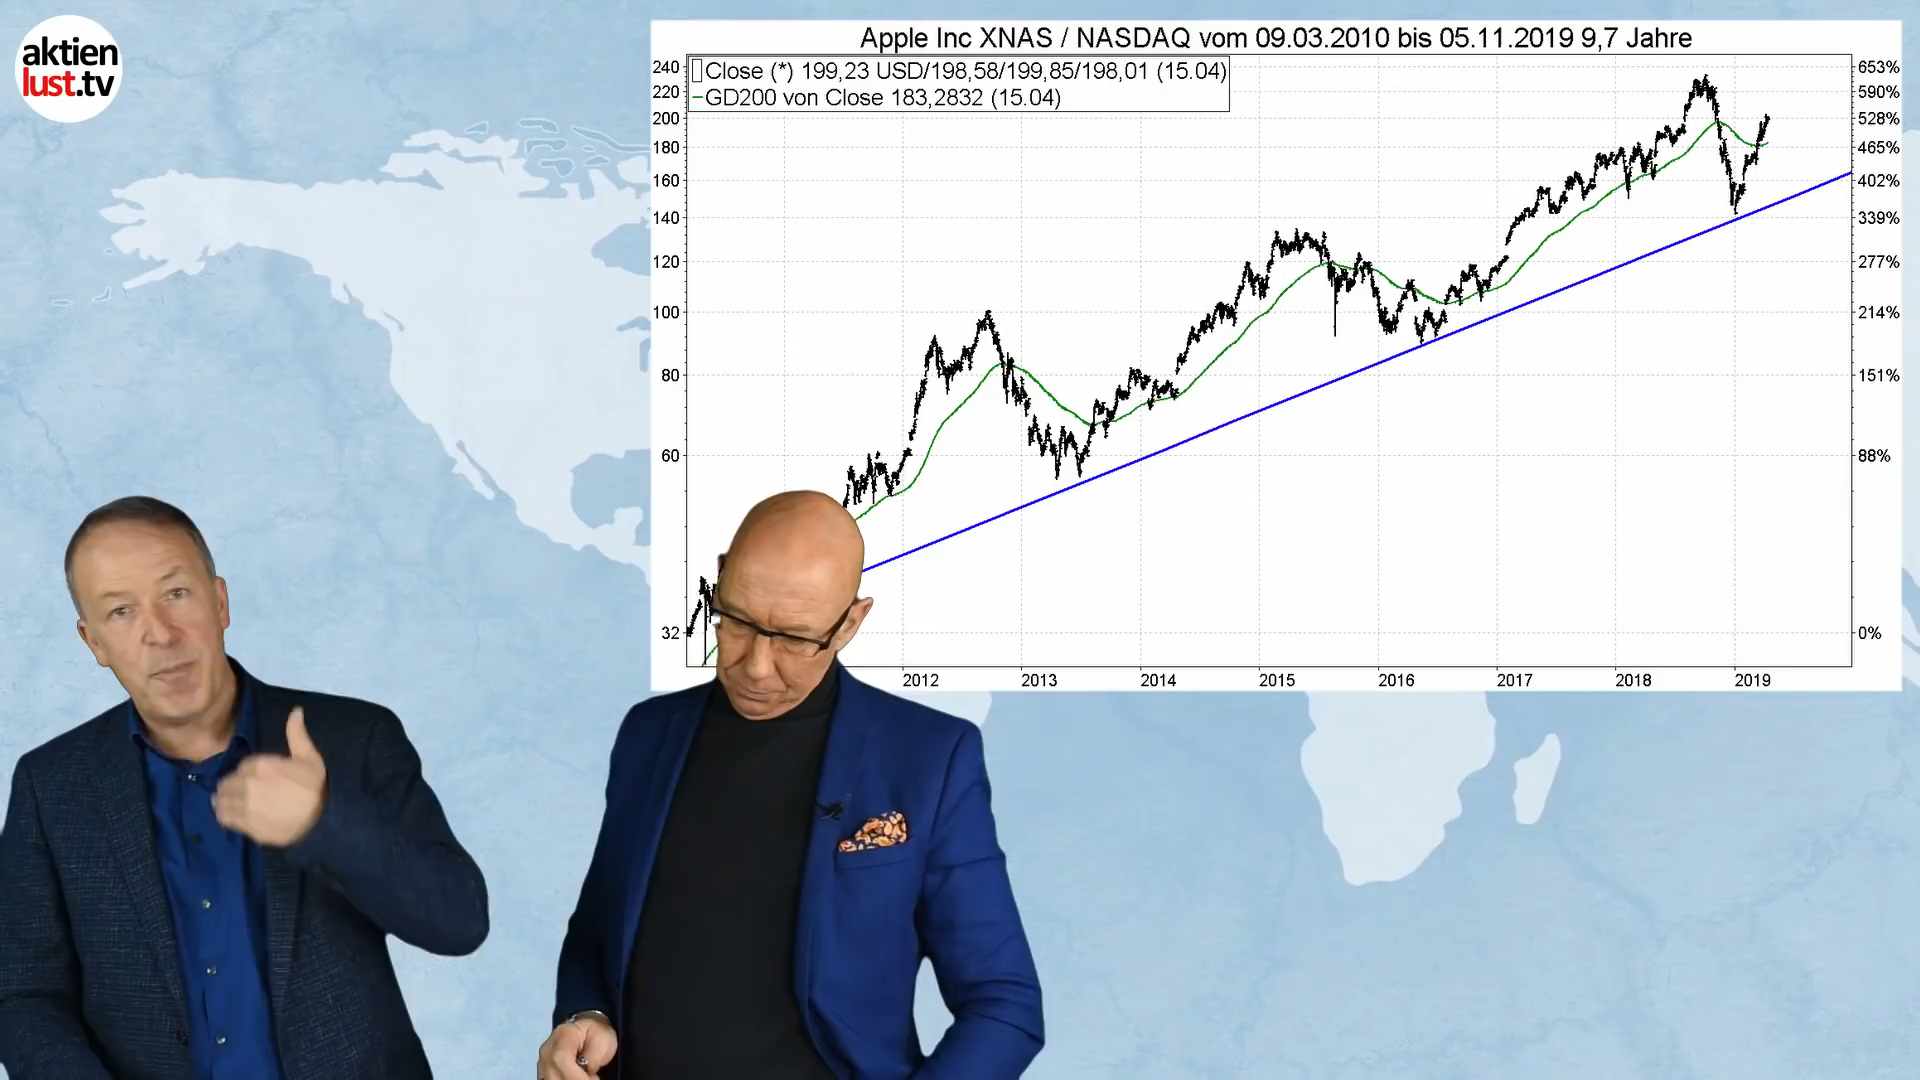 aktien
lust.tv
Apple Inc XNAS / NASDAQ vom 09.03.2010 bis 05.11.2019 9,7 Jahre
Close (*) 199,23 USD/198,58/199,85/198,01 (15.04)
GD200 von Close 183,2832 (15.04)
240 653%
220 590%
200 528%
180 465%
160 402%
140 339%
120 277%
100 214%
80 151%
60 88%
32 0%
2012 2013 2014 2015 2016 2017 2018 2019